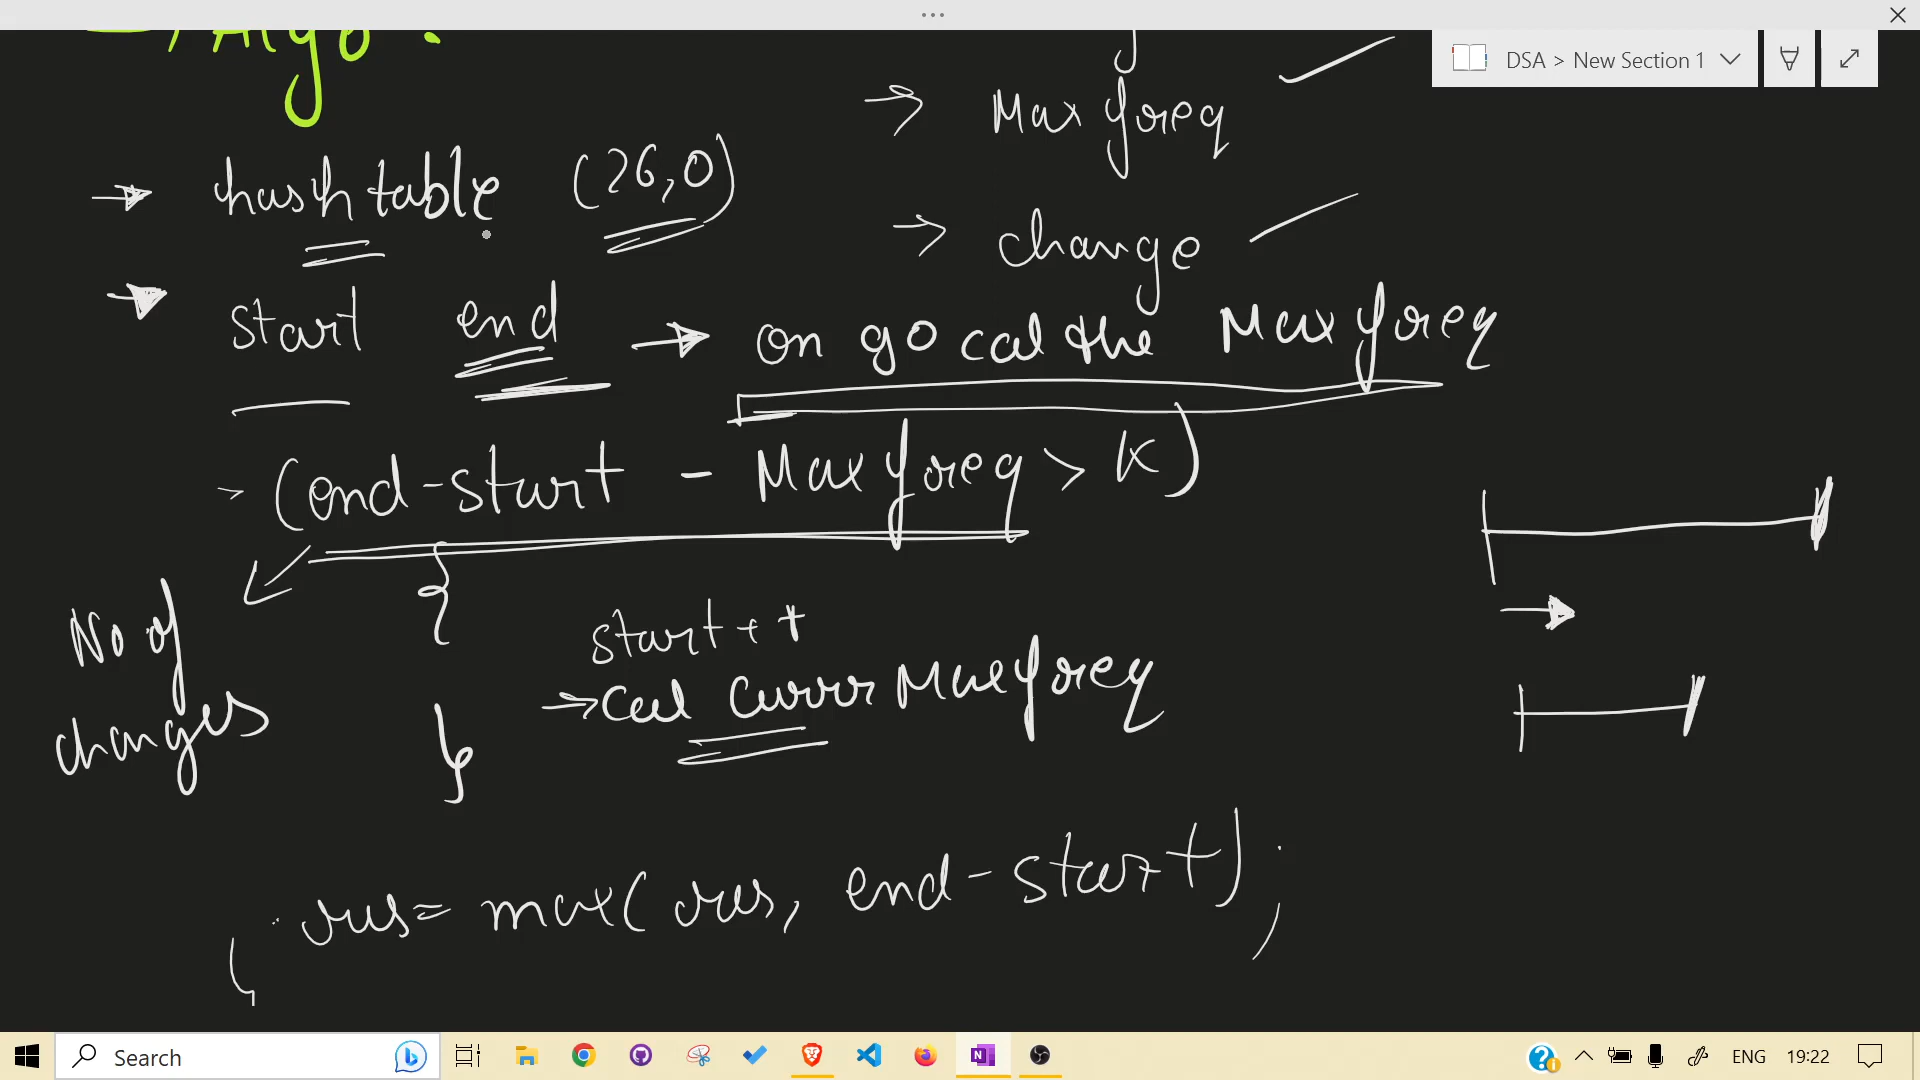 DSA > New Section 1
Algo :
→ Max freq
→ hash table (26,0)
→ change
→ start end → on go cal the Max freq
→ (end-start - Max freq > K)
{
No of
changes
start++
→ cal Curr Max freq
}
res = max(res, end-start);
Search
ENG 19:22